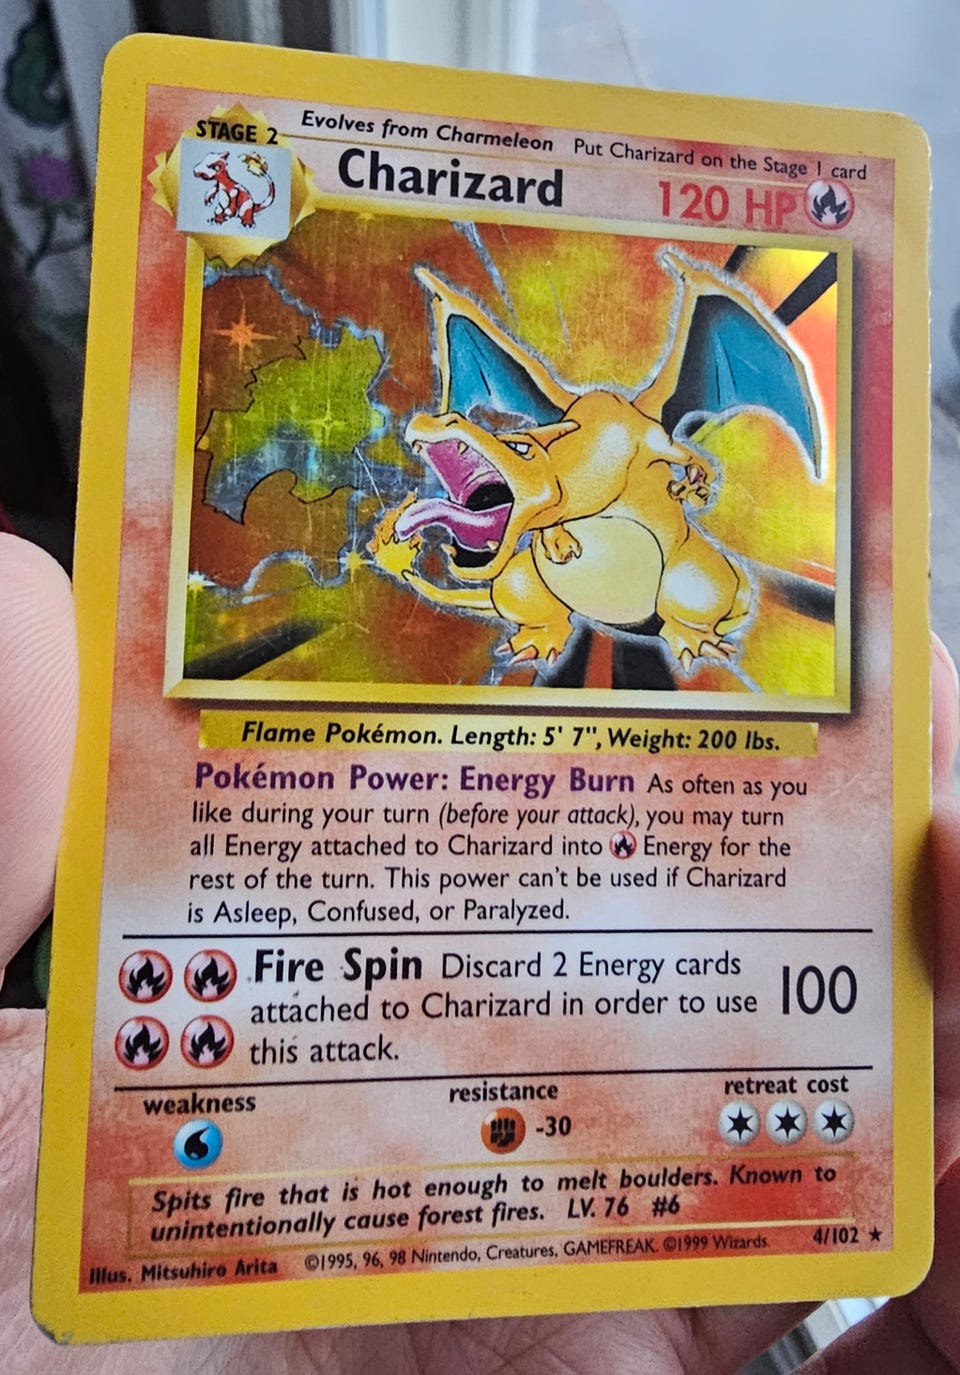 STAGE 2
Evolves from Charmeleon Put Charizard on the Stage 1 card
Charizard
120 HP
Flame Pokémon. Length: 5' 7", Weight: 200 lbs.
Pokémon Power: Energy Burn As often as you
like during your turn (before your attack), you may turn
all Energy attached to Charizard into Energy for the
rest of the turn. This power can't be used if Charizard
is Asleep, Confused, or Paralyzed.
Fire Spin Discard 2 Energy cards
attached to Charizard in order to use
this attack.
100
weakness resistance retreat cost
-30
Spits fire that is hot enough to melt boulders. Known to
unintentionally cause forest fires. LV. 76 #6
Illus. Mitsuhiro Arita ©1995, 96, 98 Nintendo, Creatures, GAMEFREAK. ©1999 Wizards. 4/102 ★